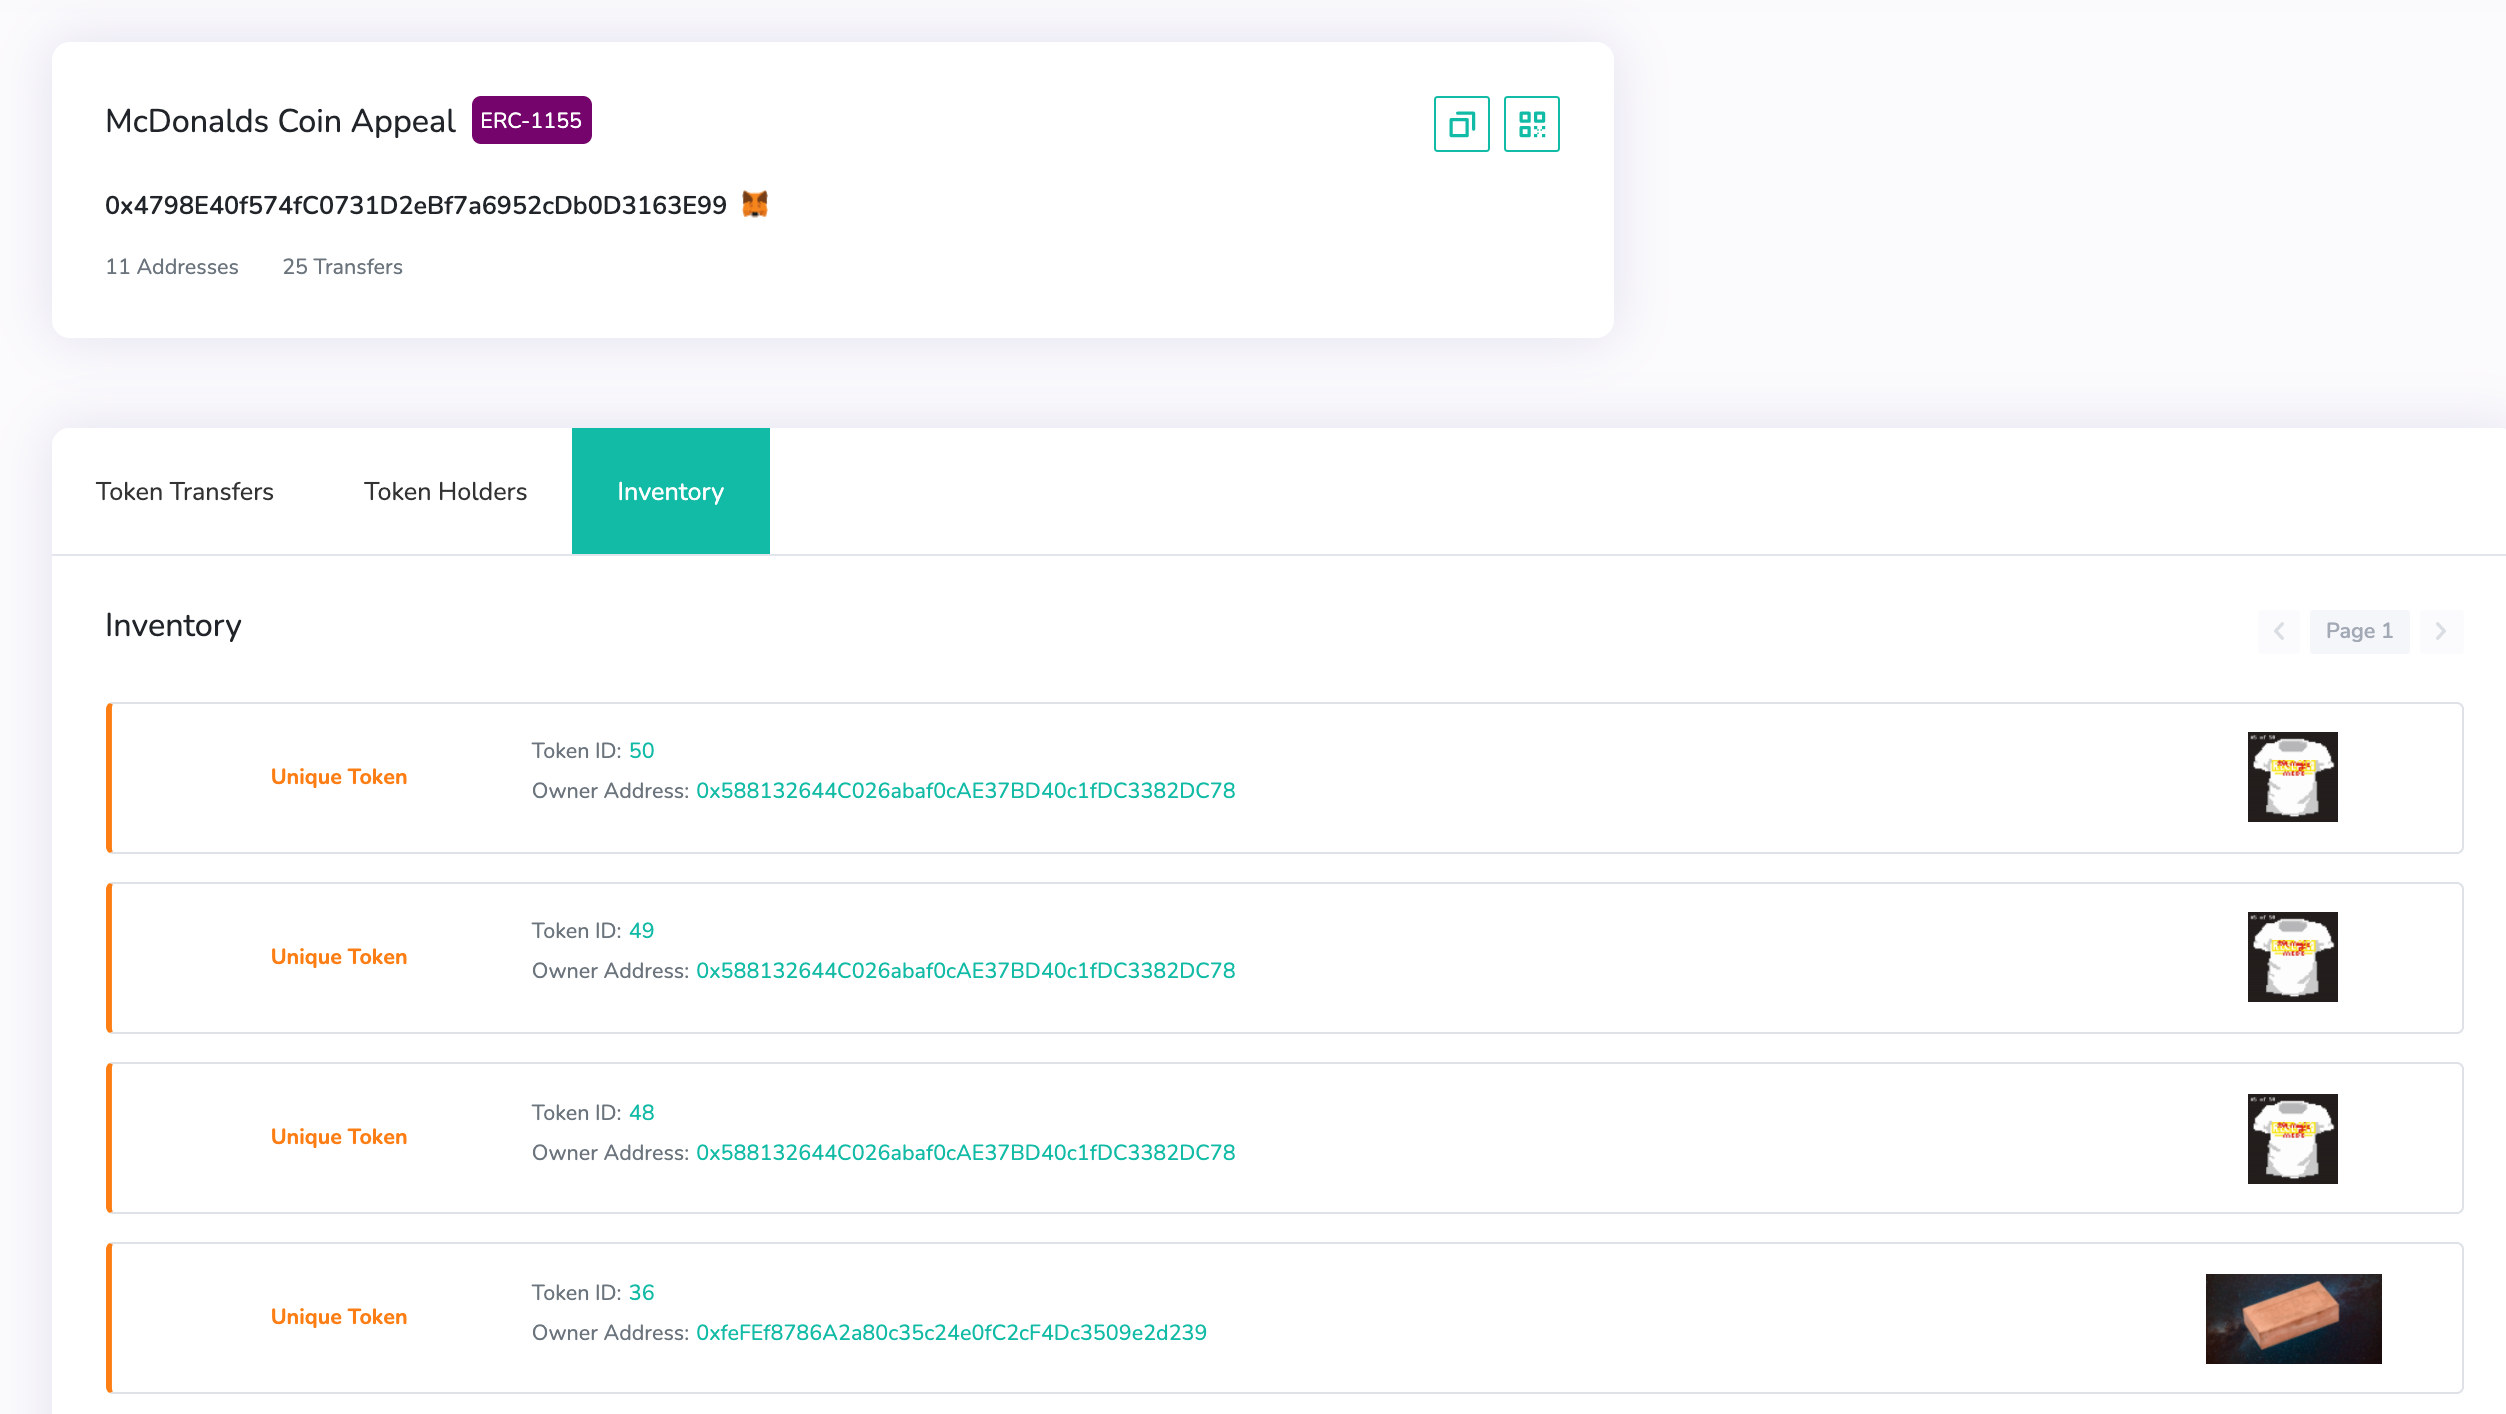 McDonalds Coin Appeal ERC-1155
0x4798E40f574fC0731D2eBf7a6952cDb0D3163E99
11 Addresses 25 Transfers
Token Transfers Token Holders Inventory
Inventory
Page 1
Unique Token
Token ID: 50
Owner Address: 0x588132644C026abaf0cAE37BD40c1fDC3382DC78
Unique Token
Token ID: 49
Owner Address: 0x588132644C026abaf0cAE37BD40c1fDC3382DC78
Unique Token
Token ID: 48
Owner Address: 0x588132644C026abaf0cAE37BD40c1fDC3382DC78
Unique Token
Token ID: 36
Owner Address: 0xfeFEf8786A2a80c35c24e0fC2cF4Dc3509e2d239